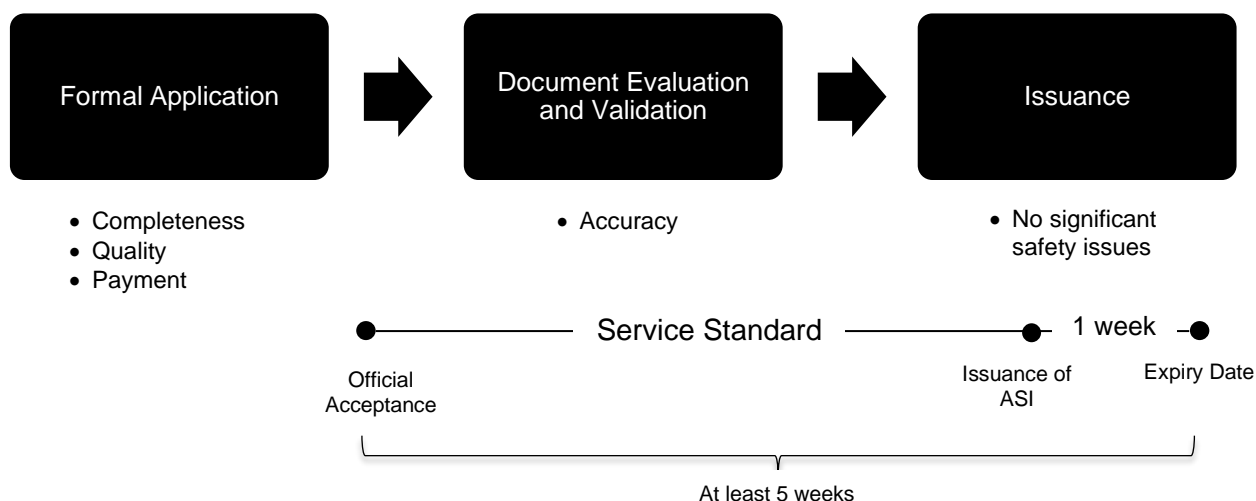 Formal Application
Document Evaluation
and Validation
Issuance
• Completeness
• Quality
• Payment
• Accuracy
• No significant
safety issues
Service Standard
1 week
Official
Acceptance
Issuance of
ASI
Expiry Date
At least 5 weeks